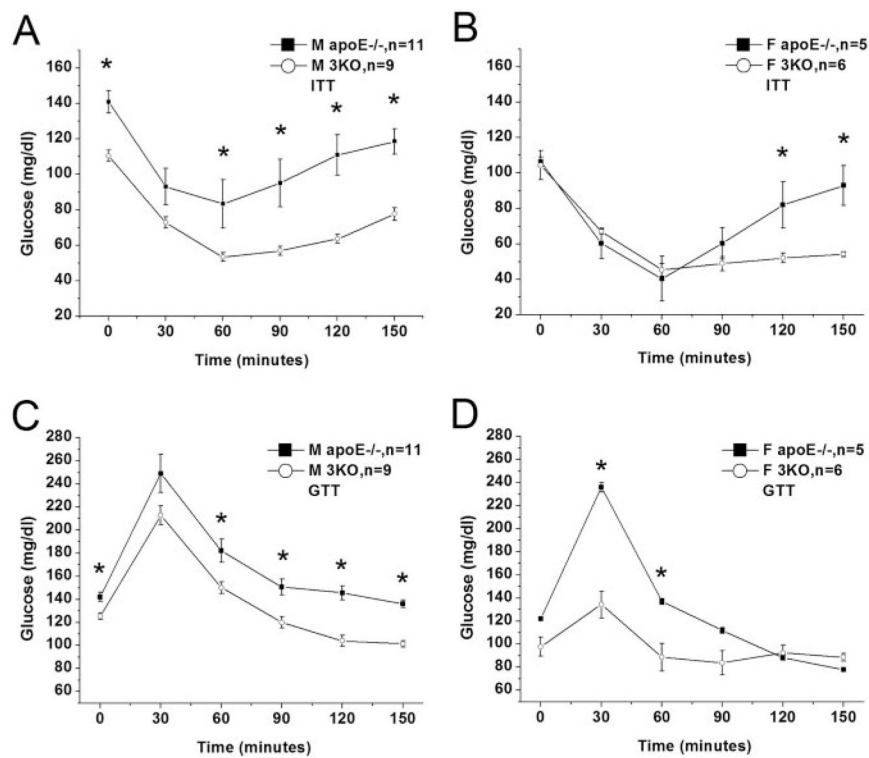 A
M apoE-/-,n=11
M 3KO,n=9
ITT
*
*
*
*
*
160
140
120
100
80
60
40
20
Glucose (mg/dl)
0 30 60 90 120 150
Time (minutes)
B
F apoE-/-,n=5
F 3KO,n=6
ITT
*
*
160
140
120
100
80
60
40
20
Glucose (mg/dl)
0 30 60 90 120 150
Time (minutes)
C
M apoE-/-,n=11
M 3KO,n=9
GTT
*
*
*
*
*
280
260
240
220
200
180
160
140
120
100
80
60
Glucose (mg/dl)
0 30 60 90 120 150
Time (minutes)
D
F apoE-/-,n=5
F 3KO,n=6
GTT
*
*
280
260
240
220
200
180
160
140
120
100
80
60
Glucose (mg/dl)
0 30 60 90 120 150
Time (minutes)